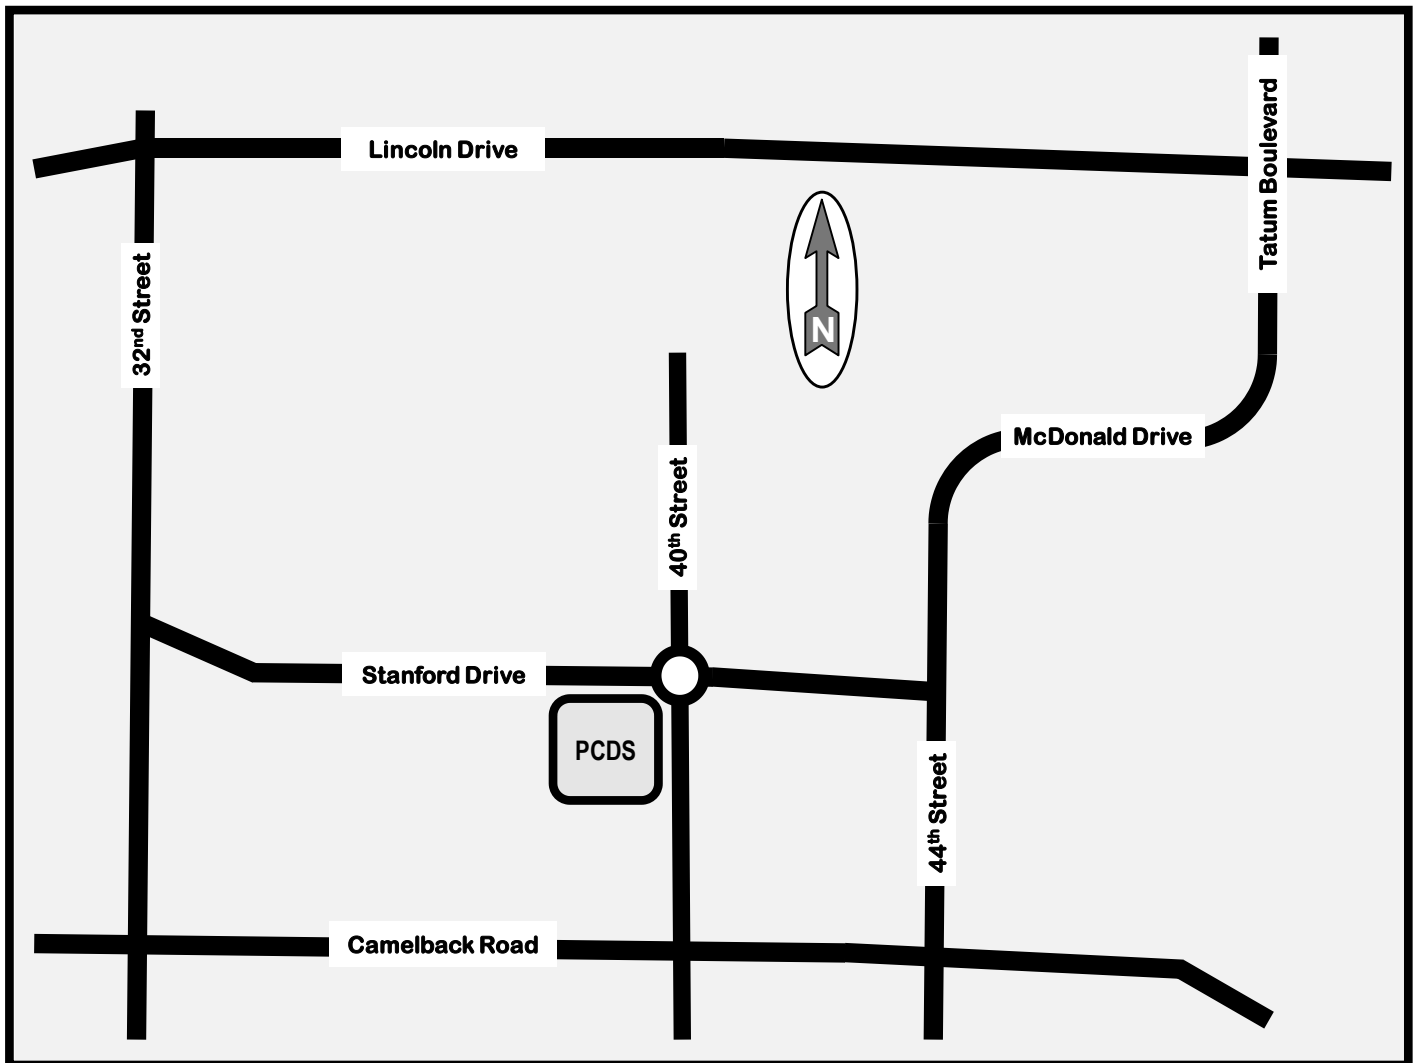 Tatum Boulevard
Lincoln Drive
32nd Street
N
McDonald Drive
40th Street
Stanford Drive
PCDS
44th Street
Camelback Road